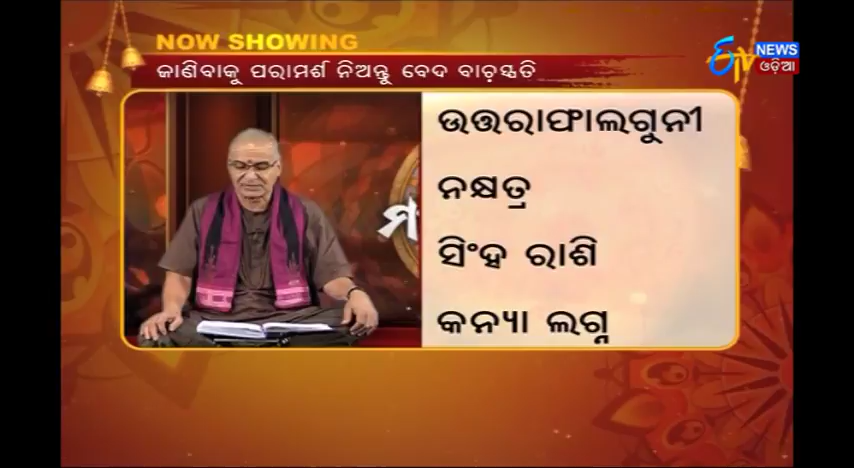 NOW SHOWING
ଜାଣିବାକୁ ପରାମର୍ଶ ନିଅନ୍ତୁ ବେଦ ବାଚସ୍ପତି
ETV NEWS
ଓଡ଼ିଆ
ଉତ୍ତରାଫାଲଗୁନୀ
ନକ୍ଷତ୍ର
ସିଂହ ରାଶି
କନ୍ୟା ଲଗ୍ନ